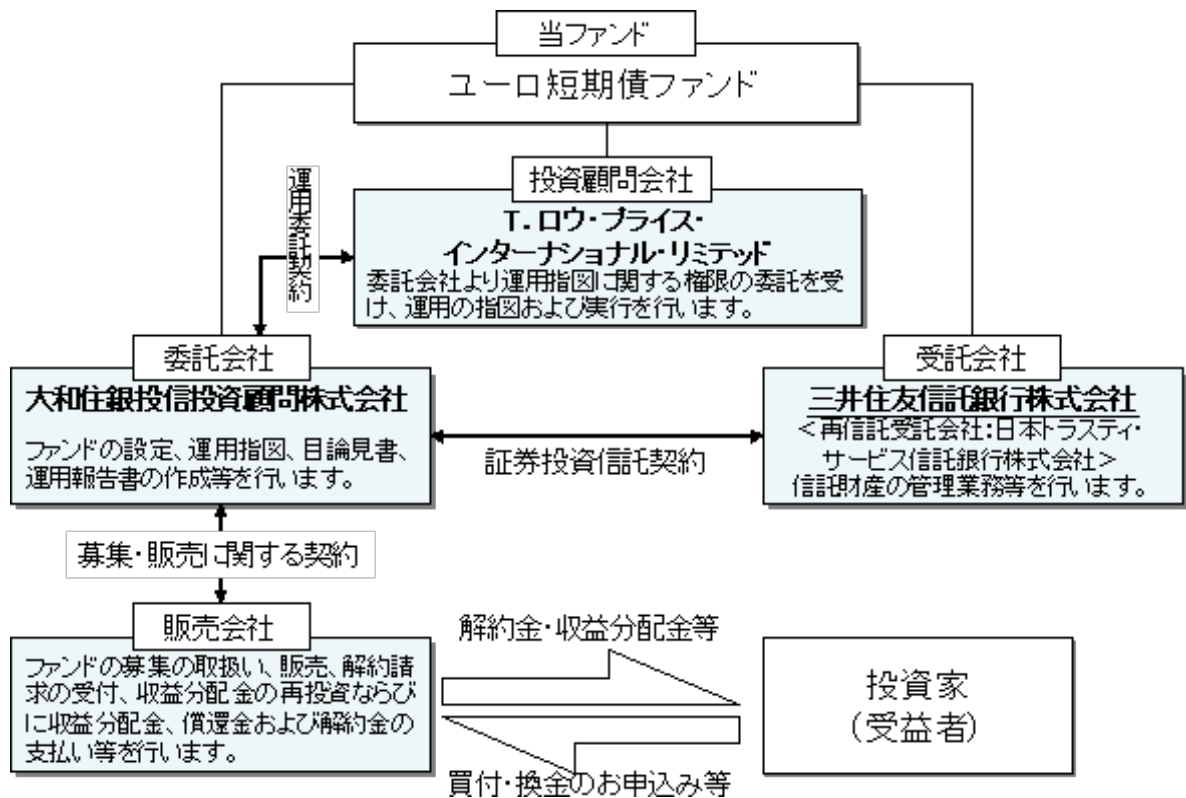 当ファンド
ユーロ短期債ファンド
投資顧問会社
T.ロウ・プライス・
インターナショナル・リミテッド
委託会社より運用指図に関する権限の委託を受
け、運用の指図および実行を行います。
運用委託契約
委託会社
大和住銀投信投資顧問株式会社
ファンドの設定、運用指図、目論見書、
運用報告書の作成等を行います。
証券投資信託契約
受託会社
三井住友信託銀行株式会社
＜再信託受託会社:日本トラスティ・
サービス信託銀行株式会社＞
信託財産の管理業務等を行います。
募集・販売に関する契約
販売会社
ファンドの募集の取扱い、販売、解約請
求の受付、収益分配金の再投資ならび
に収益分配金、償還金および解約金の
支払い等を行います。
解約金・収益分配金等
買付・換金のお申込み等
投資家
(受益者)